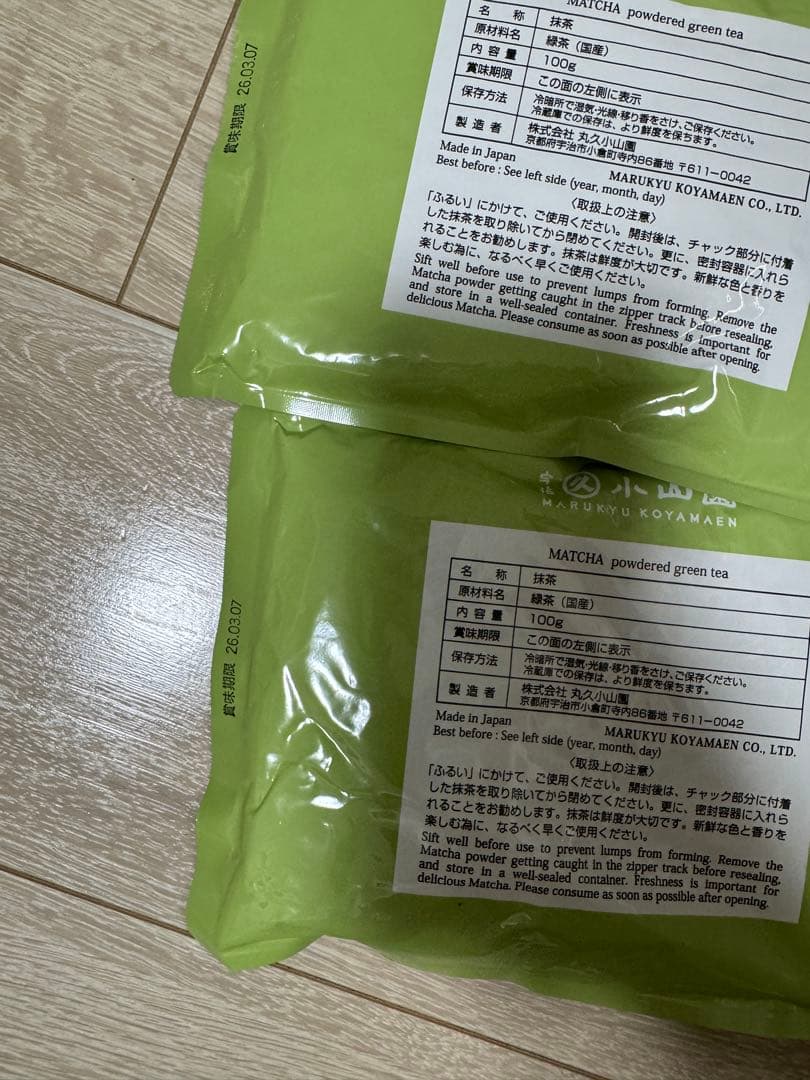 MATCHA powdered green tea
名 称 抹茶
原材料名 緑茶（国産）
内 容 量 100g
賞味期限 この面の左側に表示
保存方法 冷暗所で湿気・光線・移り香をさけ、ご保存ください。
冷蔵庫での保存は、より鮮度を保ちます。
製 造 者 株式会社 丸久小山園
京都府宇治市小倉町寺内86番地 〒611-0042
Made in Japan MARUKYU KOYAMAEN CO., LTD.
Best before : See left side (year, month, day)
〈取扱上の注意〉
「ふるい」にかけて、ご使用ください。開封後は、チャック部分に付着
した抹茶を取り除いてから閉めてください。更に、密封容器に入れら
れることをお勧めします。抹茶は鮮度が大切です。新鮮な色と香りを
楽しむ為に、なるべく早くご使用ください。
Sift well before use to prevent lumps from forming. Remove the
Matcha powder getting caught in the zipper track before resealing,
and store in a well-sealed container. Freshness is important for
delicious Matcha. Please consume as soon as possible after opening.
賞味期限 26.03.07
宇治 久 小山園
MARUKYU KOYAMAEN
MATCHA powdered green tea
名 称 抹茶
原材料名 緑茶（国産）
内 容 量 100g
賞味期限 この面の左側に表示
保存方法 冷暗所で湿気・光線・移り香をさけ、ご保存ください。
冷蔵庫での保存は、より鮮度を保ちます。
製 造 者 株式会社 丸久小山園
京都府宇治市小倉町寺内86番地 〒611-0042
Made in Japan MARUKYU KOYAMAEN CO., LTD.
Best before : See left side (year, month, day)
〈取扱上の注意〉
「ふるい」にかけて、ご使用ください。開封後は、チャック部分に付着
した抹茶を取り除いてから閉めてください。更に、密封容器に入れら
れることをお勧めします。抹茶は鮮度が大切です。新鮮な色と香りを
楽しむ為に、なるべく早くご使用ください。
Sift well before use to prevent lumps from forming. Remove the
Matcha powder getting caught in the zipper track before resealing,
and store in a well-sealed container. Freshness is important for
delicious Matcha. Please consume as soon as possible after opening.
賞味期限 26.03.07